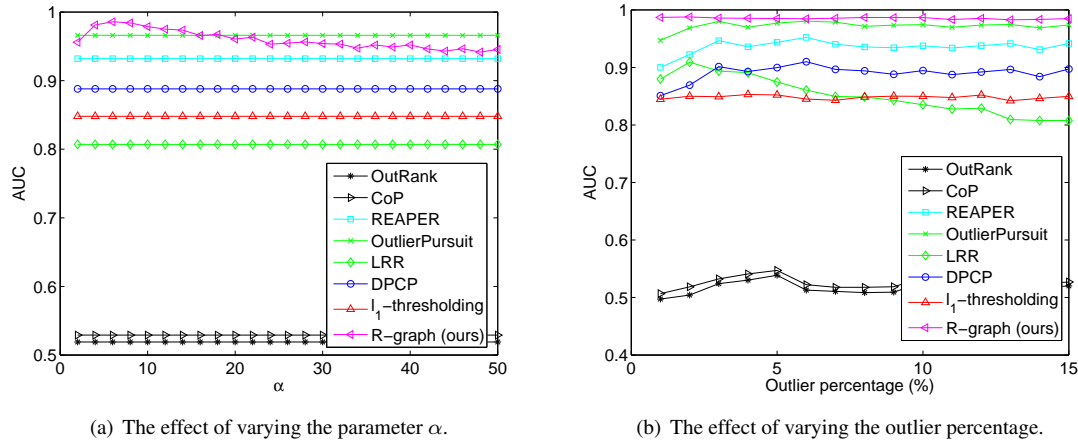 1
0.9
0.8
0.7
0.6
0.5
AUC
0
10
20
30
40
50
α
OutRank
CoP
REAPER
OutlierPursuit
LRR
DPCP
l1−thresholding
R−graph (ours)
(a) The effect of varying the parameter α.
1
0.9
0.8
0.7
0.6
0.5
0.4
AUC
0
5
10
15
Outlier percentage (%)
OutRank
CoP
REAPER
OutlierPursuit
LRR
DPCP
l1−thresholding
R−graph (ours)
(b) The effect of varying the outlier percentage.